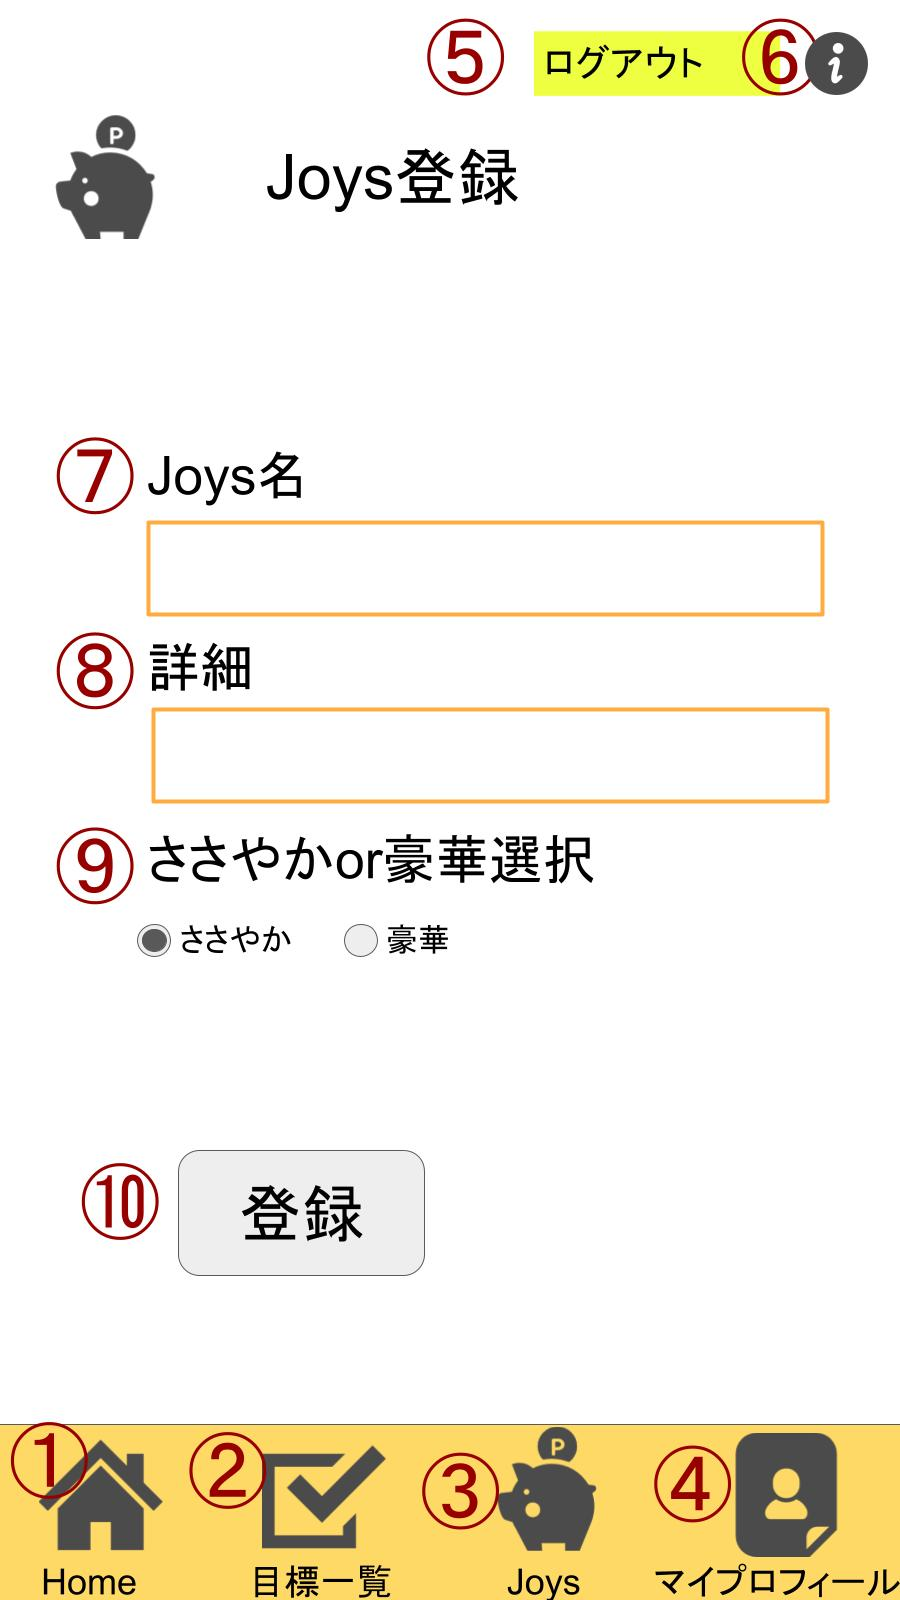 ⑤ ログアウト ⑥ i
P
Joys登録
⑦ Joys名
⑧ 詳細
⑨ ささやかor豪華選択
ささやか 豪華
⑩ 登録
① ② ③ P ④
Home 目標一覧 Joys マイプロフィール